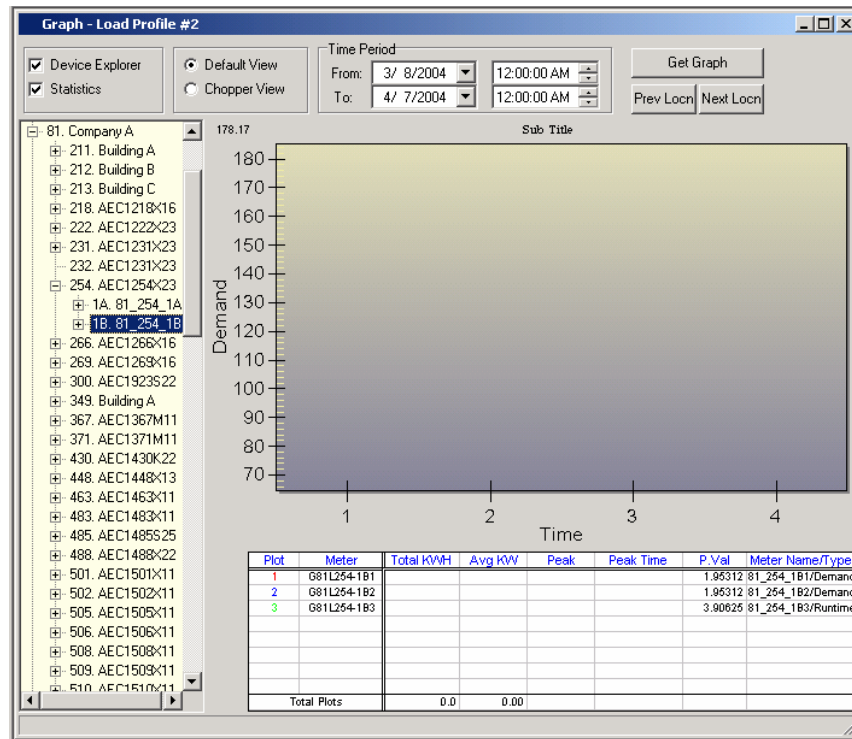 Graph - Load Profile #2
Device Explorer
Statistics
Default View
Chopper View
Time Period
From: 3/ 8/2004 12:00:00 AM
To: 4/ 7/2004 12:00:00 AM
Get Graph
Prev Locn Next Locn
81. Company A
211. Building A
212. Building B
213. Building C
218. AEC1218X16
222. AEC1222X23
231. AEC1231X23
232. AEC1231X23
254. AEC1254X23
1A. 81_254_1A
1B. 81_254_1B
266. AEC1266X16
269. AEC1269X16
300. AEC1923S22
349. Building A
367. AEC1367M11
371. AEC1371M11
430. AEC1430K22
448. AEC1448X13
463. AEC1463X11
483. AEC1483X11
485. AEC1485S25
488. AEC1488X22
501. AEC1501X11
502. AEC1502X11
505. AEC1505X11
506. AEC1506X11
508. AEC1508X11
509. AEC1509X11
510. AEC1510X11
178.17
Sub Title
Demand
180
170
160
150
140
130
120
110
100
90
80
70
1 2 3 4
Time
Plot Meter Total KWH Avg KW Peak Peak Time P.Val Meter Name/Type
1 G81L254-1B1 1.95312 81_254_1B1/Demand
2 G81L254-1B2 1.95312 81_254_1B2/Demand
3 G81L254-1B3 3.90625 81_254_1B3/Runtime
Total Plots 0.0 0.00